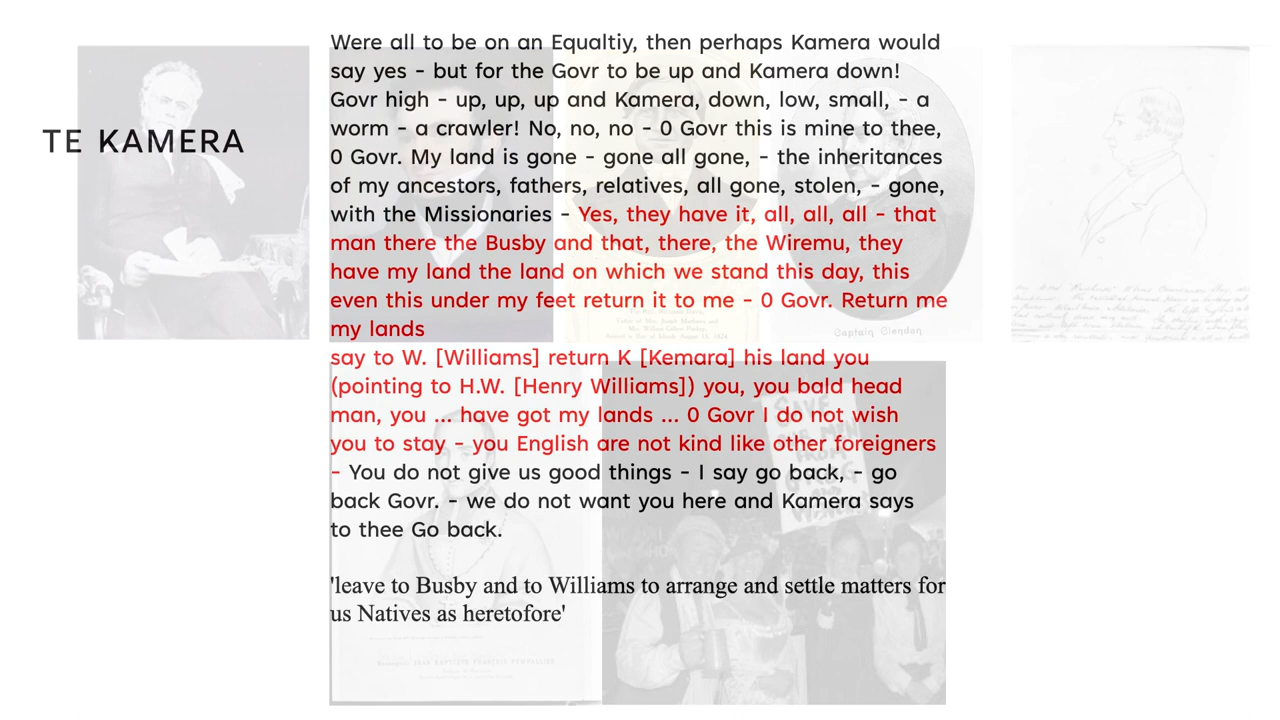 TE KAMERA
Were all to be on an Equaltiy, then perhaps Kamera would
say yes - but for the Govr to be up and Kamera down!
Govr high - up, up, up and Kamera, down, low, small, - a
worm - a crawler! No, no, no - 0 Govr this is mine to thee,
0 Govr. My land is gone - gone all gone, - the inheritances
of my ancestors, fathers, relatives, all gone, stolen, - gone,
with the Missionaries - Yes, they have it, all, all, all - that
man there the Busby and that, there, the Wiremu, they
have my land the land on which we stand this day, this
even this under my feet return it to me - 0 Govr. Return me
my lands
say to W. [Williams] return K [Kemara] his land you
(pointing to H.W. [Henry Williams]) you, you bald head
man, you ... have got my lands ... 0 Govr I do not wish
you to stay - you English are not kind like other foreigners
- You do not give us good things - I say go back, - go
back Govr. - we do not want you here and Kamera says
to thee Go back.
'leave to Busby and to Williams to arrange and settle matters for
us Natives as heretofore'
Captain Clendon